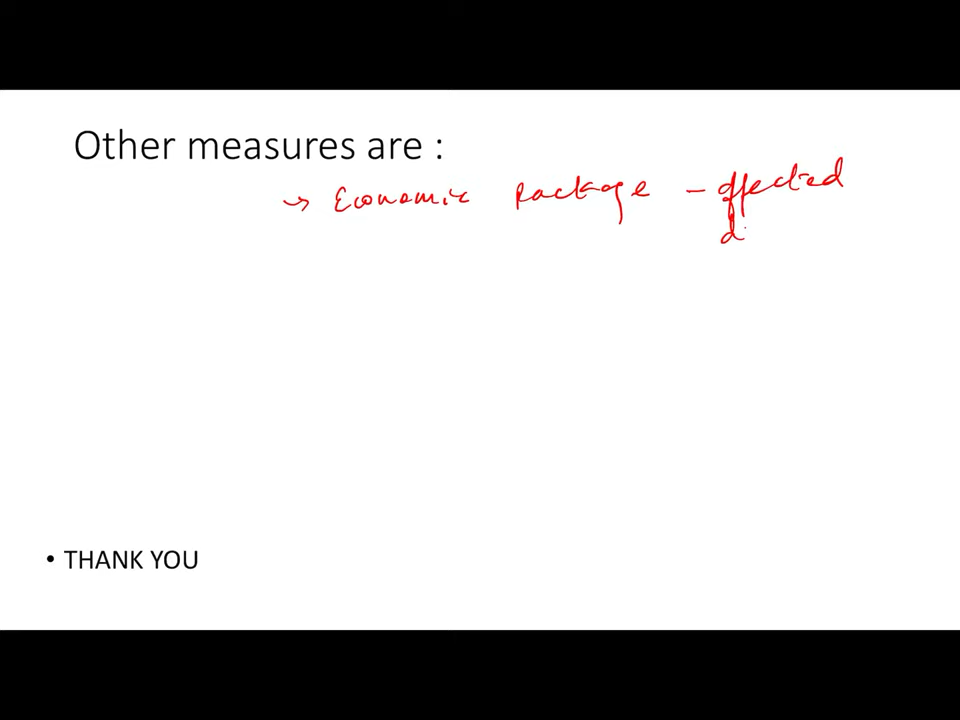 Other measures are :
→ Economic Package - affected
d
• THANK YOU